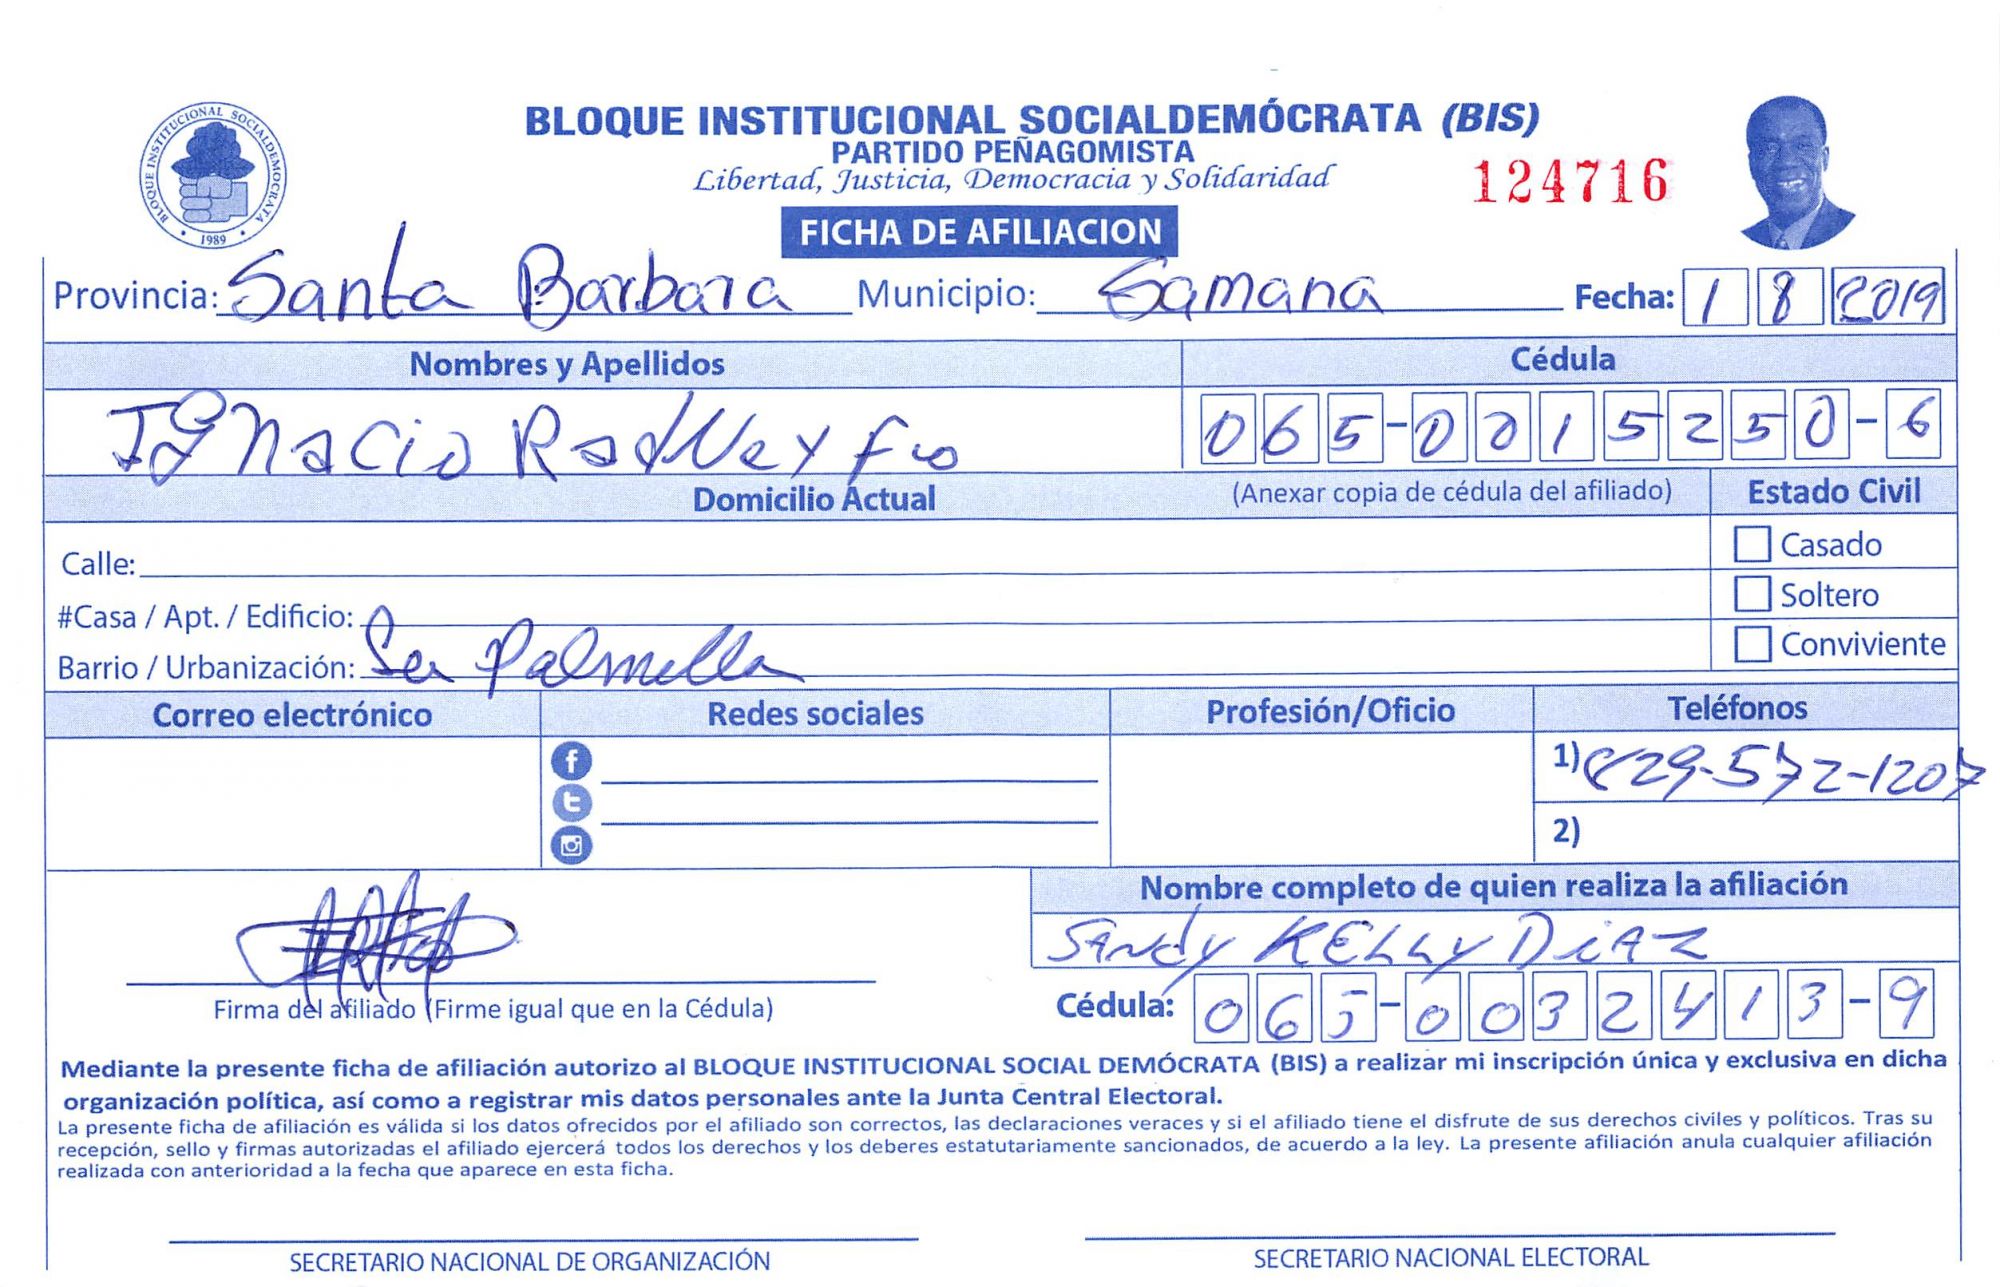 BLOQUE INSTITUCIONAL SOCIALDEMOCRATA
1989
BLOQUE INSTITUCIONAL SOCIALDEMÓCRATA (BIS)
PARTIDO PEÑAGOMISTA
Libertad, Justicia, Democracia y Solidaridad
124716
FICHA DE AFILIACION
Provincia: Santa Barbara Municipio: Samana Fecha: 1 8 2019
Nombres y Apellidos Cédula
Ignacio 065-0015250-6
Domicilio Actual (Anexar copia de cédula del afiliado) Estado Civil
Calle: Casado
#Casa / Apt. / Edificio: Soltero
Barrio / Urbanización: Palmilla Conviviente
Correo electrónico Redes sociales Profesión/Oficio Teléfonos
1) 829-572-1207
2)
Nombre completo de quien realiza la afiliación
Sandy KELLY DiAZ
Firma del afiliado (Firme igual que en la Cédula) Cédula: 065-0032413-9
Mediante la presente ficha de afiliación autorizo al BLOQUE INSTITUCIONAL SOCIAL DEMÓCRATA (BIS) a realizar mi inscripción única y exclusiva en dicha
organización política, así como a registrar mis datos personales ante la Junta Central Electoral.
La presente ficha de afiliación es válida si los datos ofrecidos por el afiliado son correctos, las declaraciones veraces y si el afiliado tiene el disfrute de sus derechos civiles y políticos. Tras su
recepción, sello y firmas autorizadas el afiliado ejercerá todos los derechos y los deberes estatutariamente sancionados, de acuerdo a la ley. La presente afiliación anula cualquier afiliación
realizada con anterioridad a la fecha que aparece en esta ficha.
SECRETARIO NACIONAL DE ORGANIZACIÓN SECRETARIO NACIONAL ELECTORAL